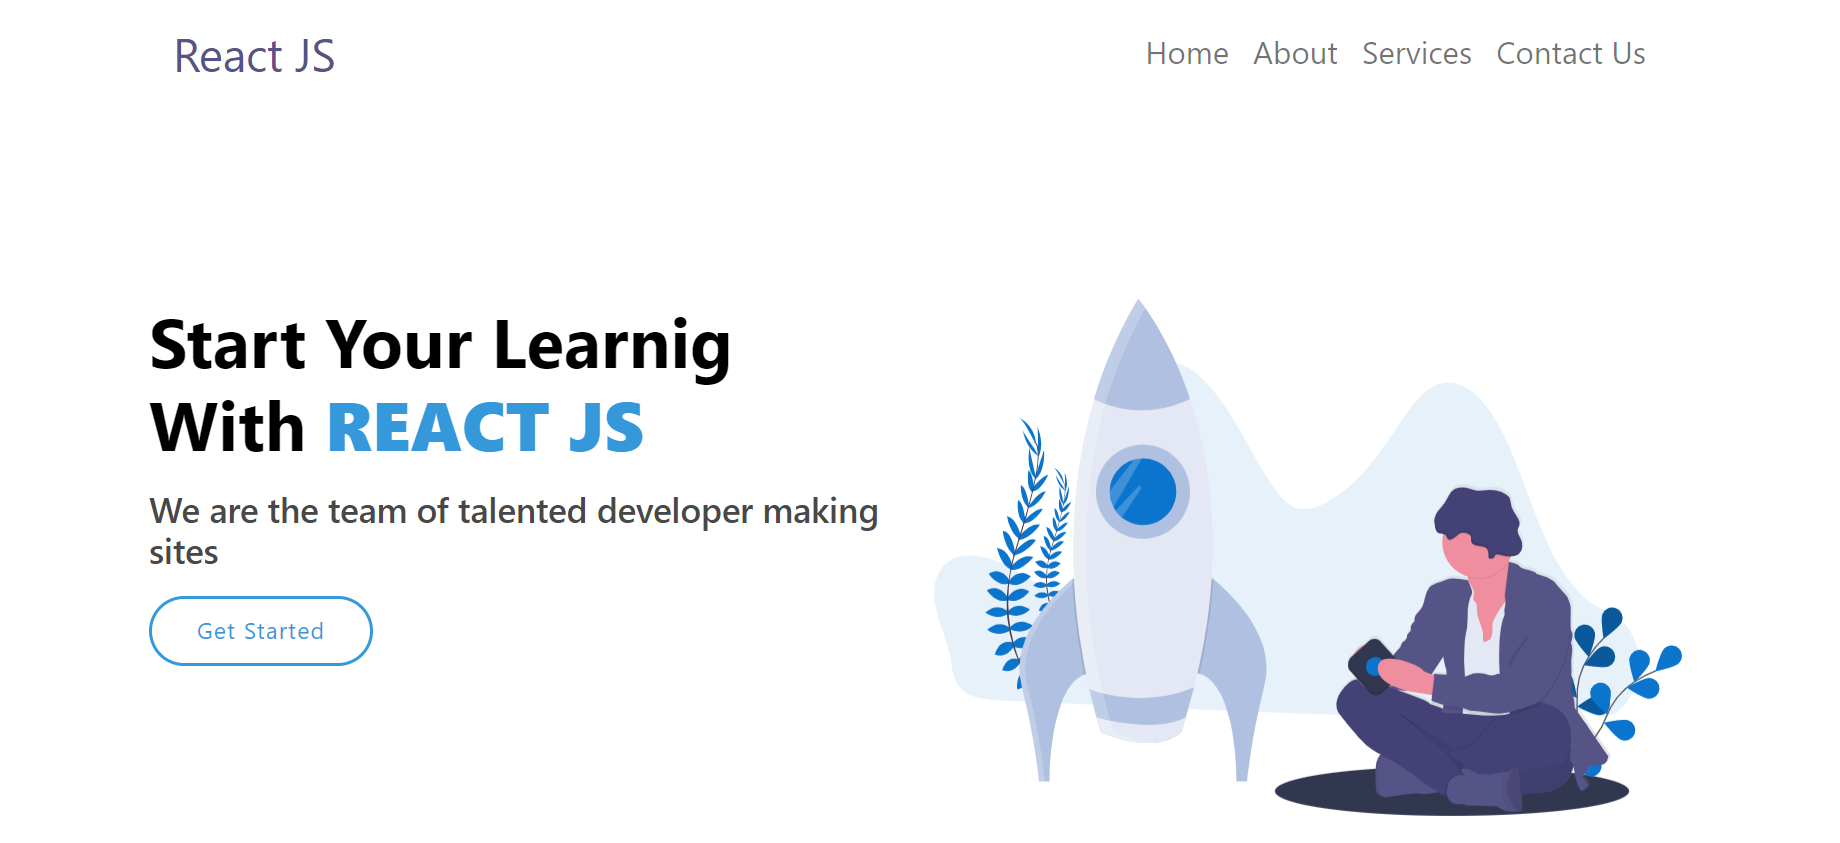 React JS
Home About Services Contact Us
Start Your Learnig
With REACT JS
We are the team of talented developer making
sites
Get Started